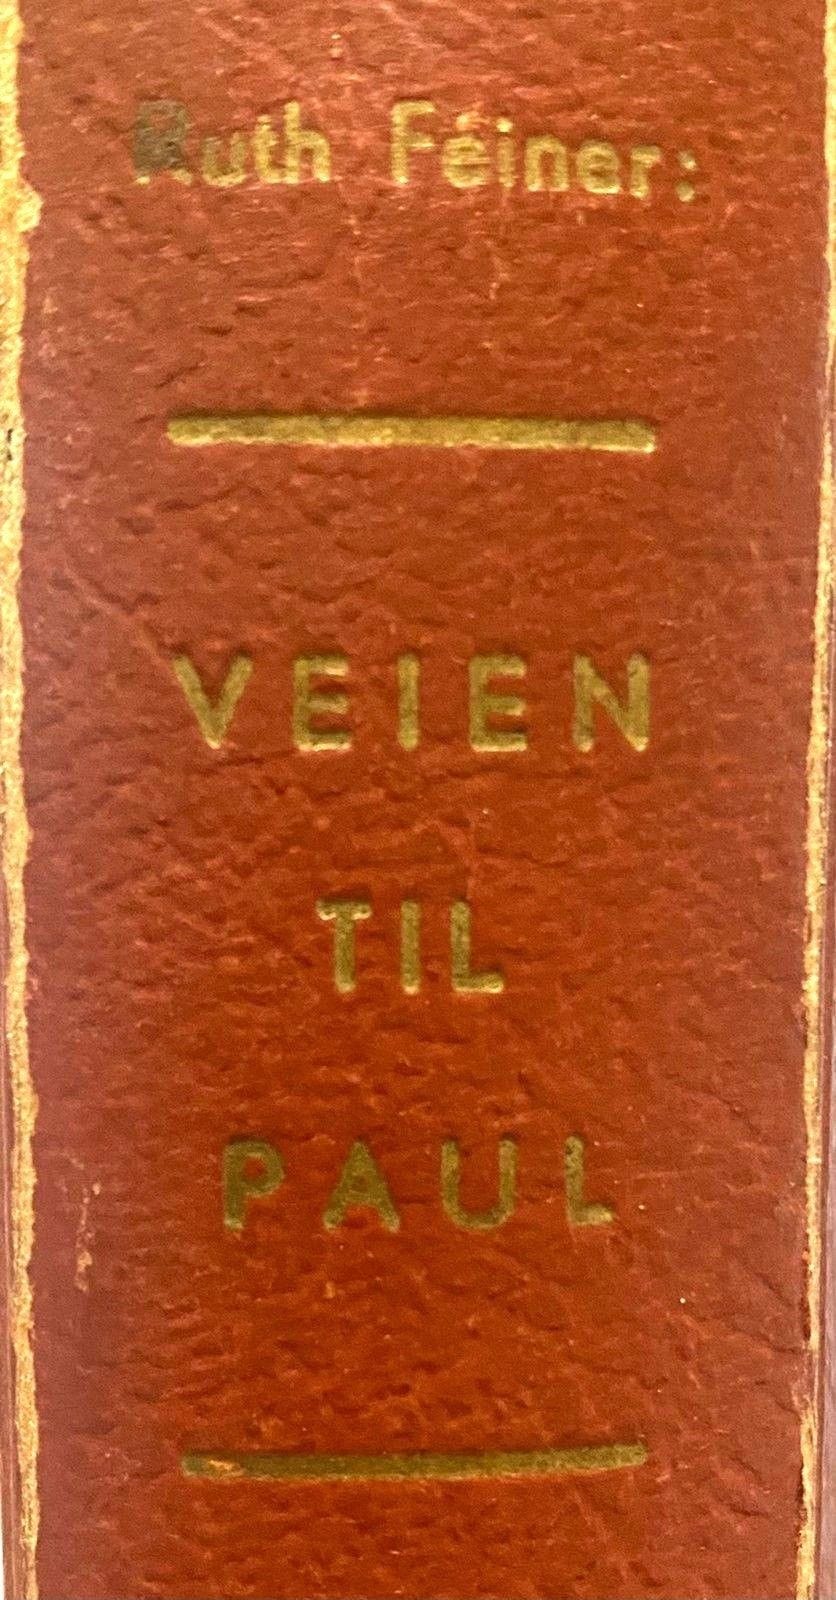 Ruth Feiner:
VEIEN
TIL
PAUL